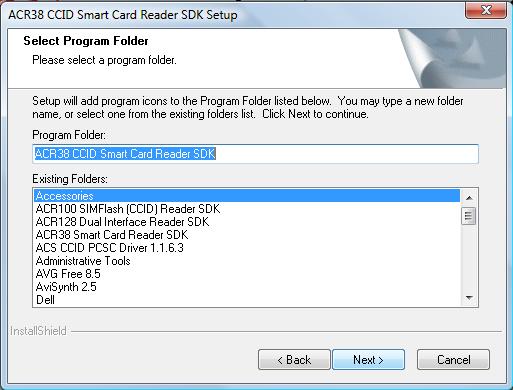 ACR38 CCID Smart Card Reader SDK Setup
Select Program Folder
Please select a program folder.
Setup will add program icons to the Program Folder listed below. You may type a new folder
name, or select one from the existing folders list. Click Next to continue.
Program Folder:
ACR38 CCID Smart Card Reader SDK
Existing Folders:
Accessories
ACR100 SIMFlash (CCID) Reader SDK
ACR128 Dual Interface Reader SDK
ACR38 Smart Card Reader SDK
ACS CCID PCSC Driver 1.1.6.3
Administrative Tools
AVG Free 8.5
AviSynth 2.5
Dell
InstallShield
< Back
Next >
Cancel